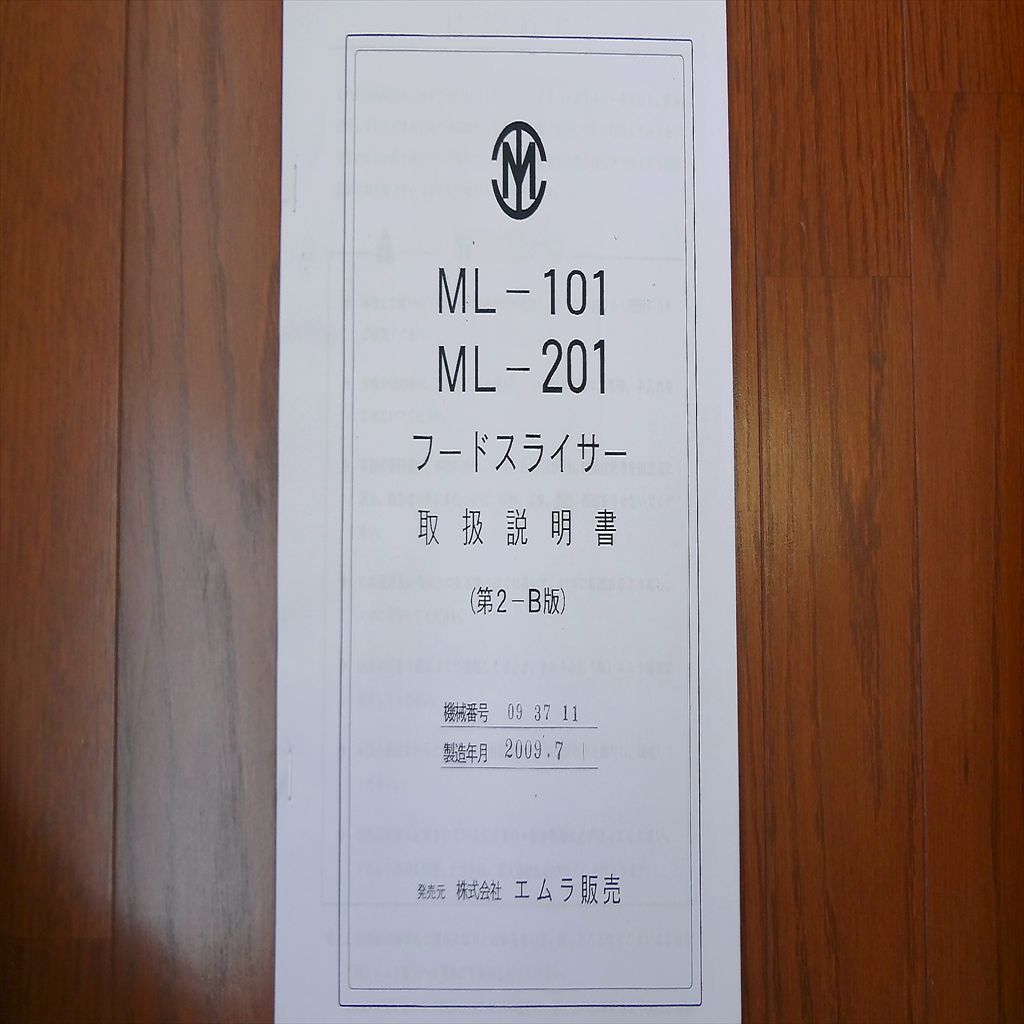 ML-101
ML-201
フードスライサー
取扱説明書
(第2-B版)
機械番号 09 37 11
製造年月 2009.7
発売元 株式会社 エムラ販売